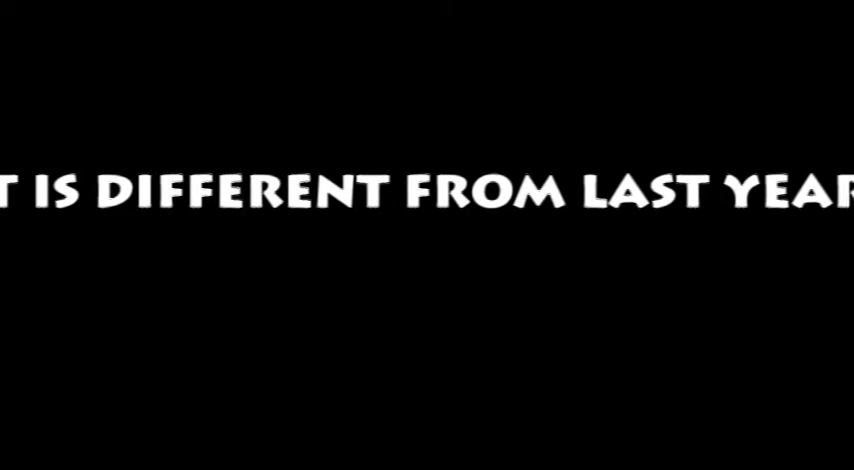 T IS DIFFERENT FROM LAST YEAR